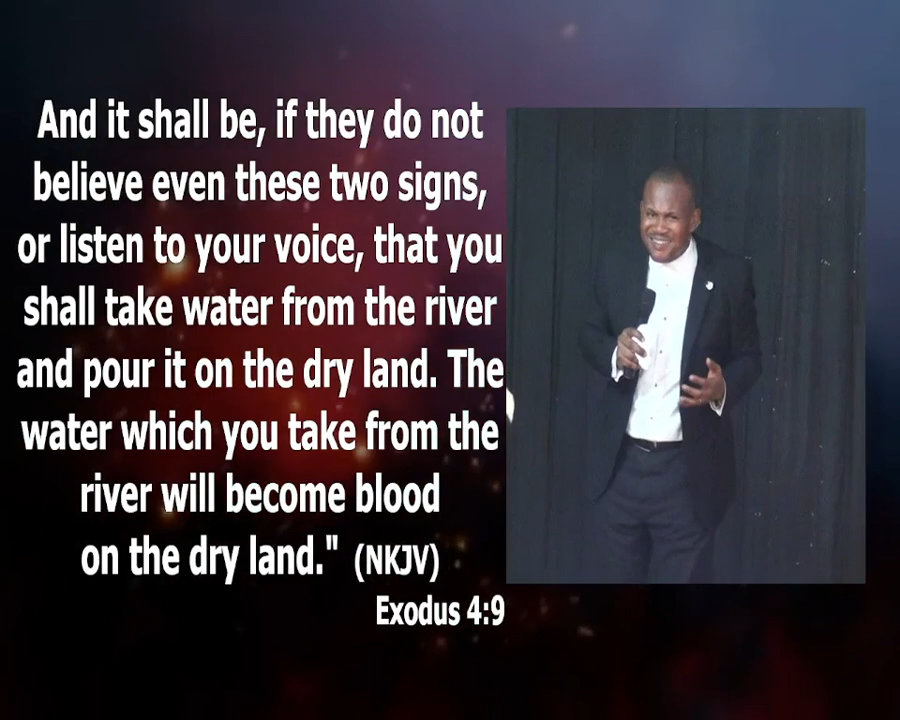 And it shall be, if they do not
believe even these two signs,
or listen to your voice, that you
shall take water from the river
and pour it on the dry land. The
water which you take from the
river will become blood
on the dry land." (NKJV)
Exodus 4:9